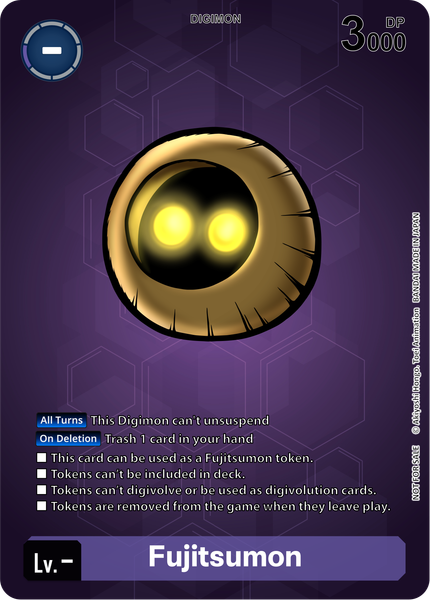 DIGIMON
-
DP
3000
All Turns This Digimon can't unsuspend
On Deletion Trash 1 card in your hand
This card can be used as a Fujitsumon token.
Tokens can't be included in deck.
Tokens can't digivolve or be used as digivolution cards.
Tokens are removed from the game when they leave play.
NOT FOR SALE © Akiyoshi Hongo, Toei Animation BANDAI MADE IN JAPAN
Lv.-
Fujitsumon